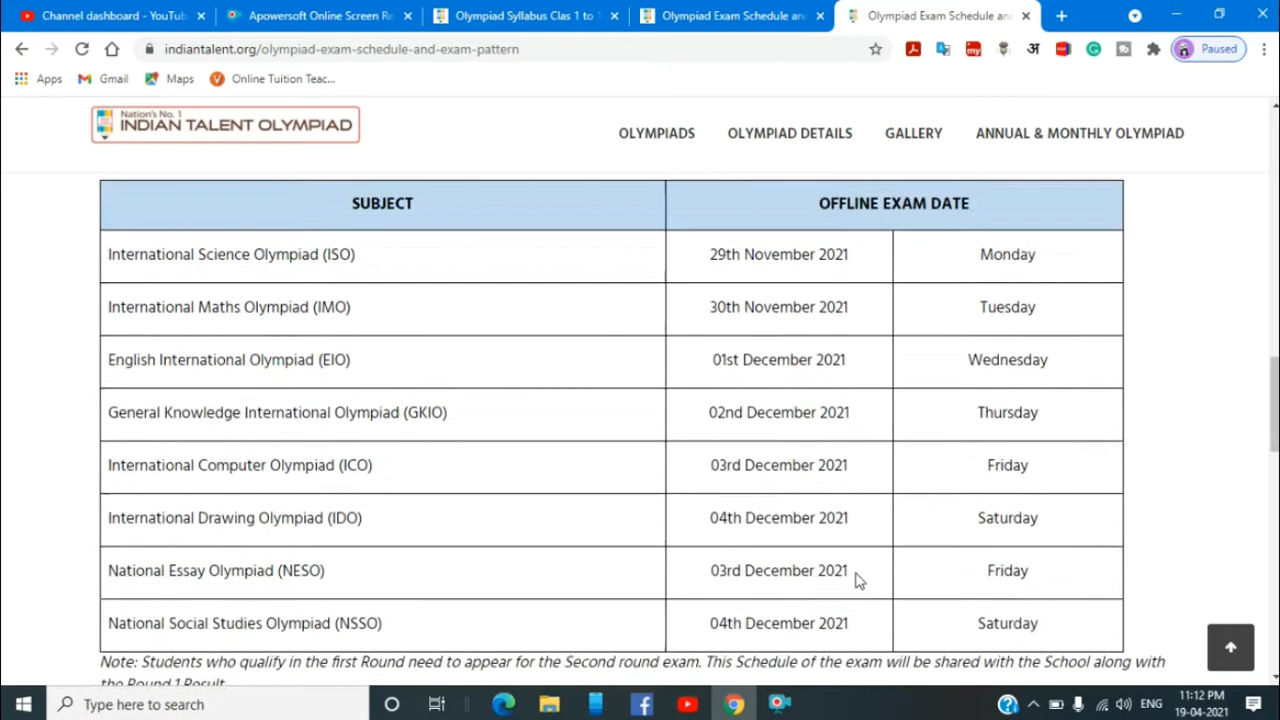 Channel dashboard - YouTub
Apowersoft Online Screen Re
Olympiad Syllabus Clas 1 to 1
Olympiad Exam Schedule and
Olympiad Exam Schedule and
indiantalent.org/olympiad-exam-schedule-and-exam-pattern
Paused
Apps
Gmail
Maps
Online Tuition Teac...
Nation's No. 1
INDIAN TALENT OLYMPIAD
OLYMPIADS
OLYMPIAD DETAILS
GALLERY
ANNUAL & MONTHLY OLYMPIAD
SUBJECT OFFLINE EXAM DATE
International Science Olympiad (ISO) 29th November 2021 Monday
International Maths Olympiad (IMO) 30th November 2021 Tuesday
English International Olympiad (EIO) 01st December 2021 Wednesday
General Knowledge International Olympiad (GKIO) 02nd December 2021 Thursday
International Computer Olympiad (ICO) 03rd December 2021 Friday
International Drawing Olympiad (IDO) 04th December 2021 Saturday
National Essay Olympiad (NESO) 03rd December 2021 Friday
National Social Studies Olympiad (NSSO) 04th December 2021 Saturday
Note: Students who qualify in the first Round need to appear for the Second round exam. This Schedule of the exam will be shared with the School along with
the Round 1 Result.
Type here to search
ENG
11:12 PM
19-04-2021